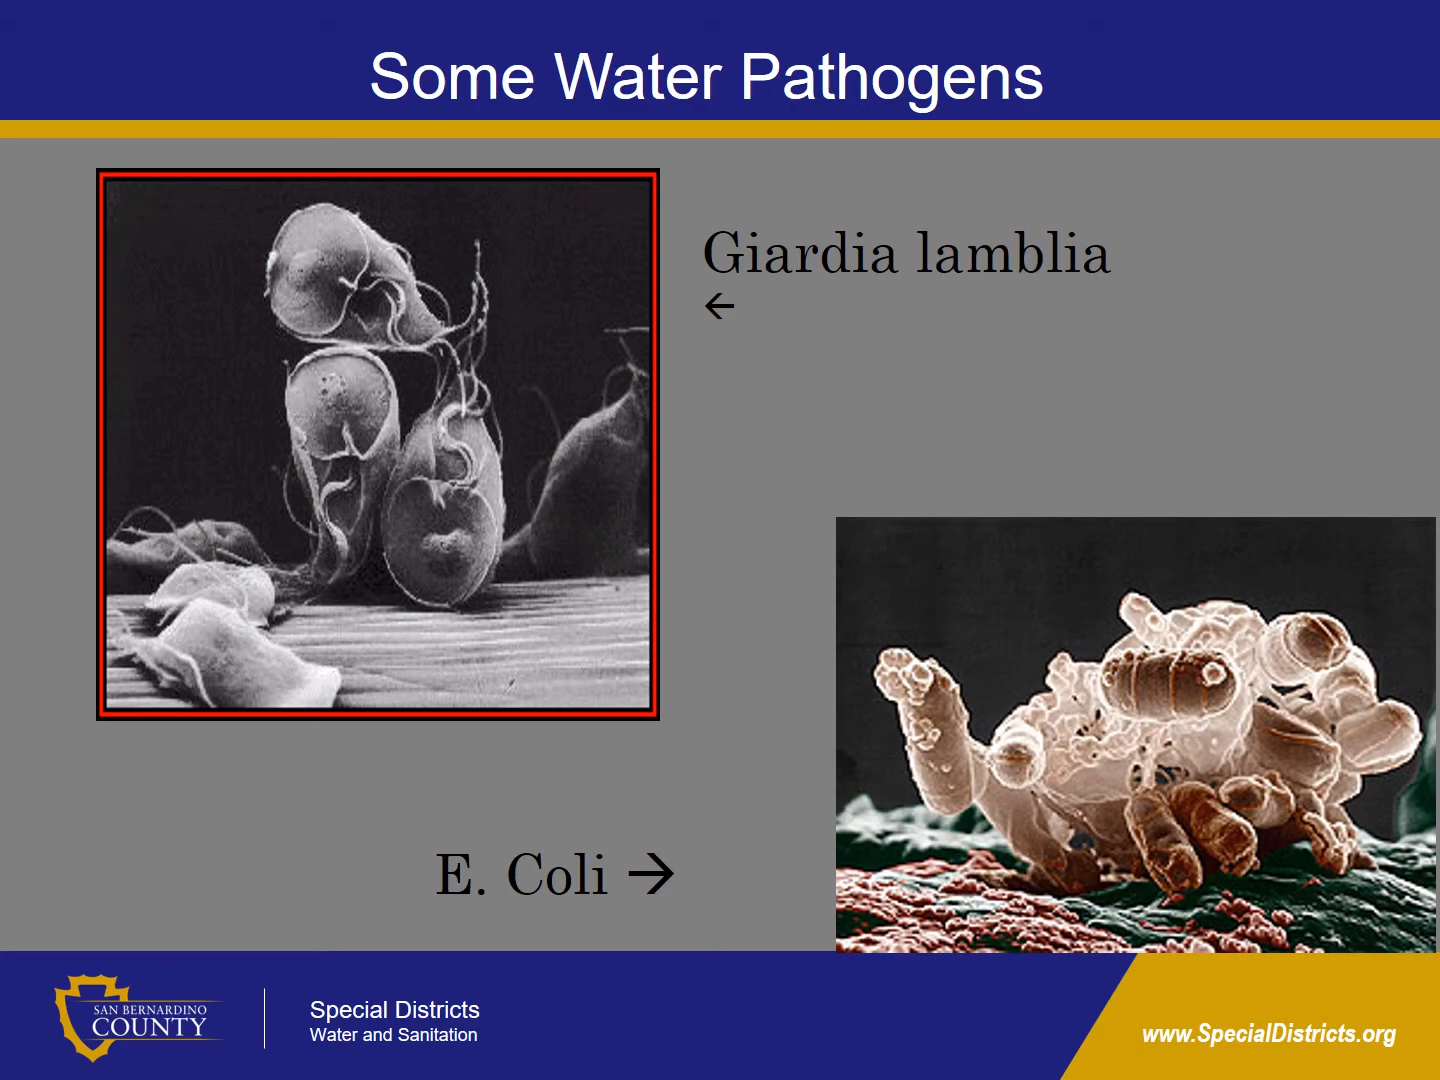 Some Water Pathogens
Giardia lamblia
←
E. Coli →
SAN BERNARDINO
COUNTY
Special Districts
Water and Sanitation
www.SpecialDistricts.org